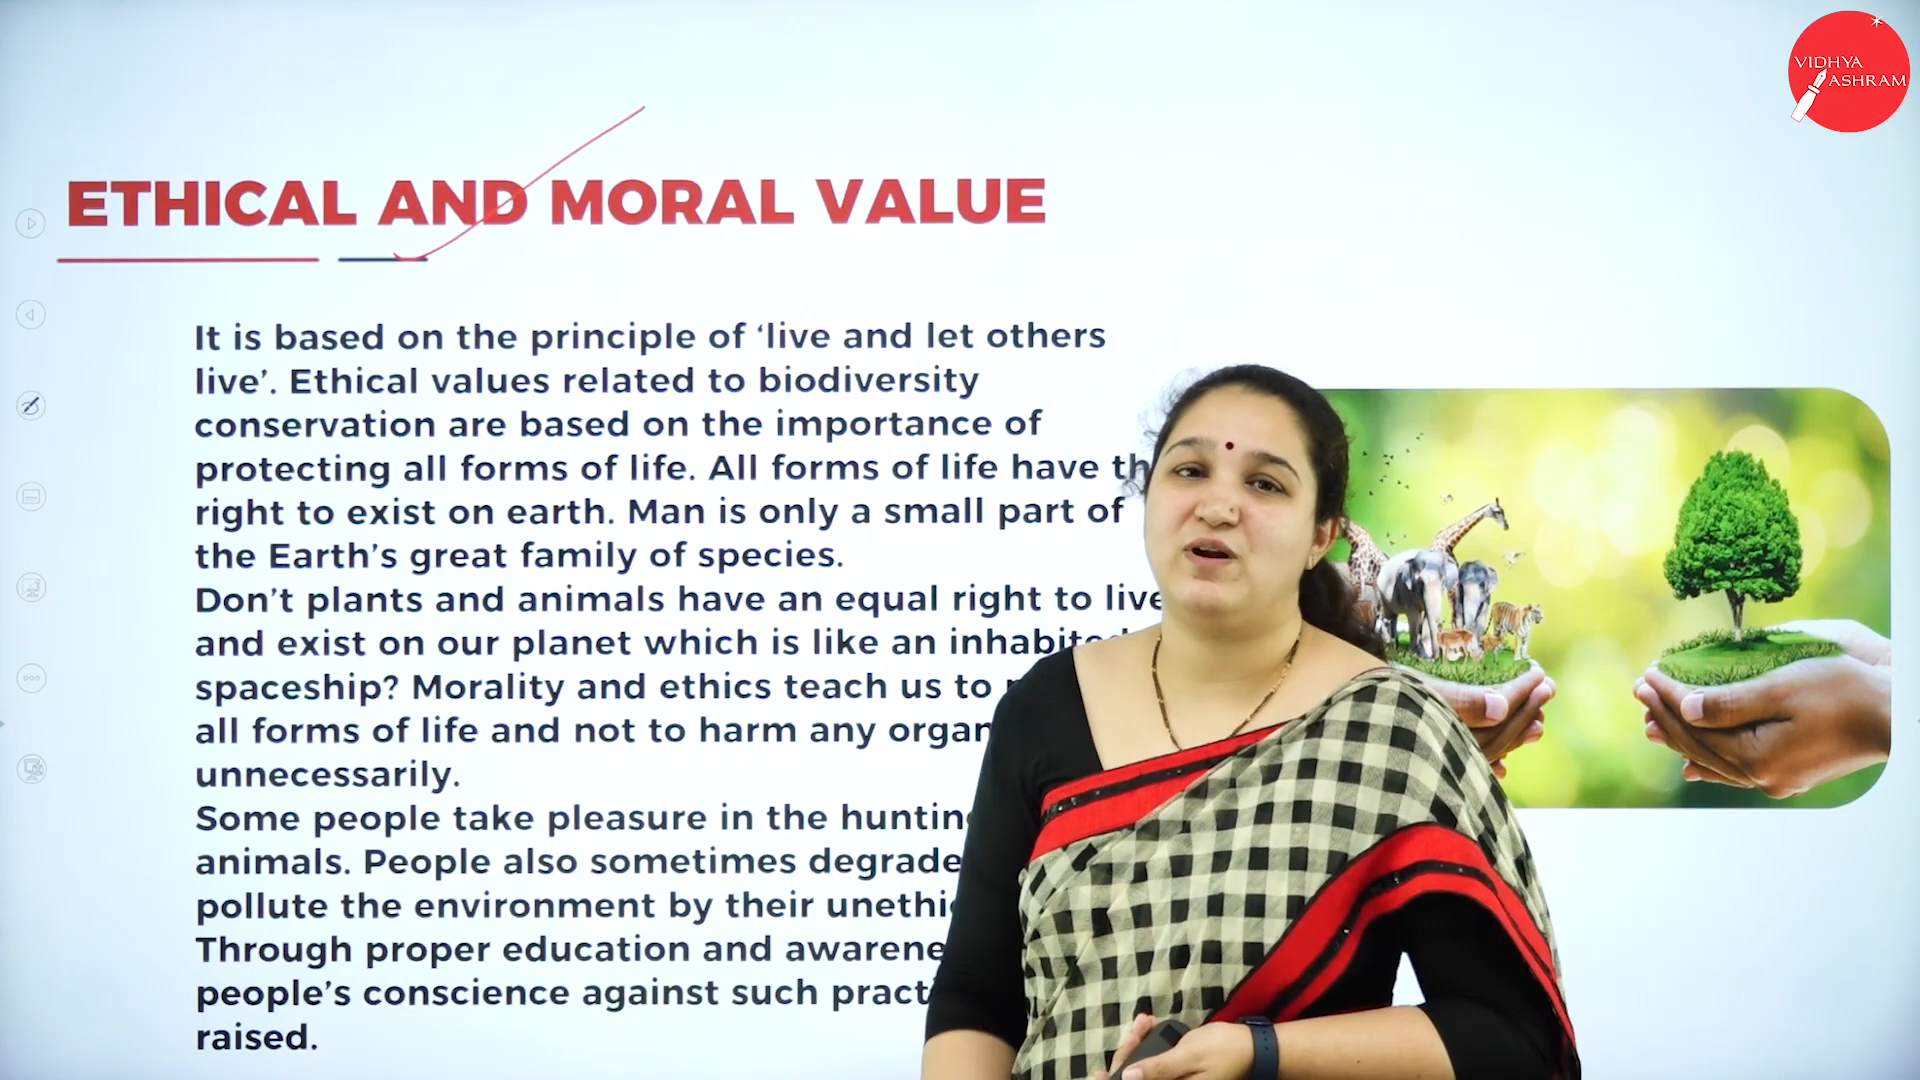 VIDHYA
ASHRAM
ETHICAL AND MORAL VALUE
It is based on the principle of ‘live and let others
live’. Ethical values related to biodiversity
conservation are based on the importance of
protecting all forms of life. All forms of life have
right to exist on earth. Man is only a small part of
the Earth’s great family of species.
Don’t plants and animals have an equal right to live
and exist on our planet which is like an
spaceship? Morality and ethics teach us to
all forms of life and not to harm any
unnecessarily.
Some people take pleasure in the
animals. People also sometimes degrade
pollute the environment by their
Through proper education and
people’s conscience against such
raised.